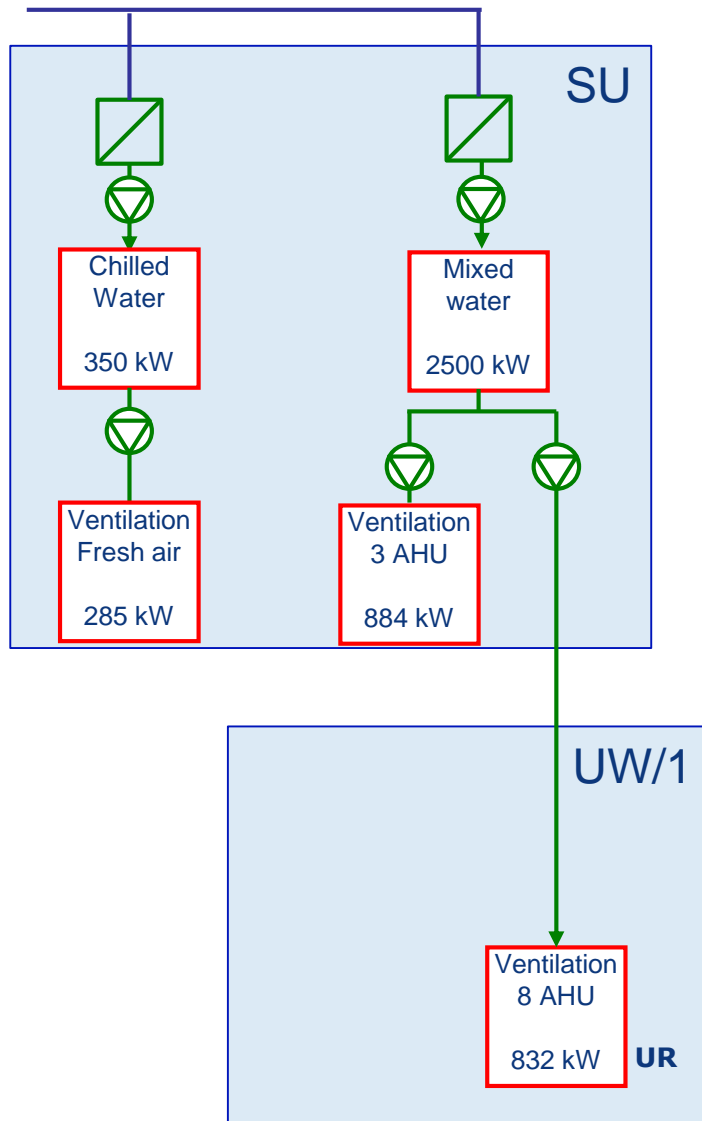 SU
Chilled
Water
350 kW
Mixed
water
2500 kW
Ventilation
Fresh air
285 kW
Ventilation
3 AHU
884 kW
UW/1
Ventilation
8 AHU
832 kW
UR